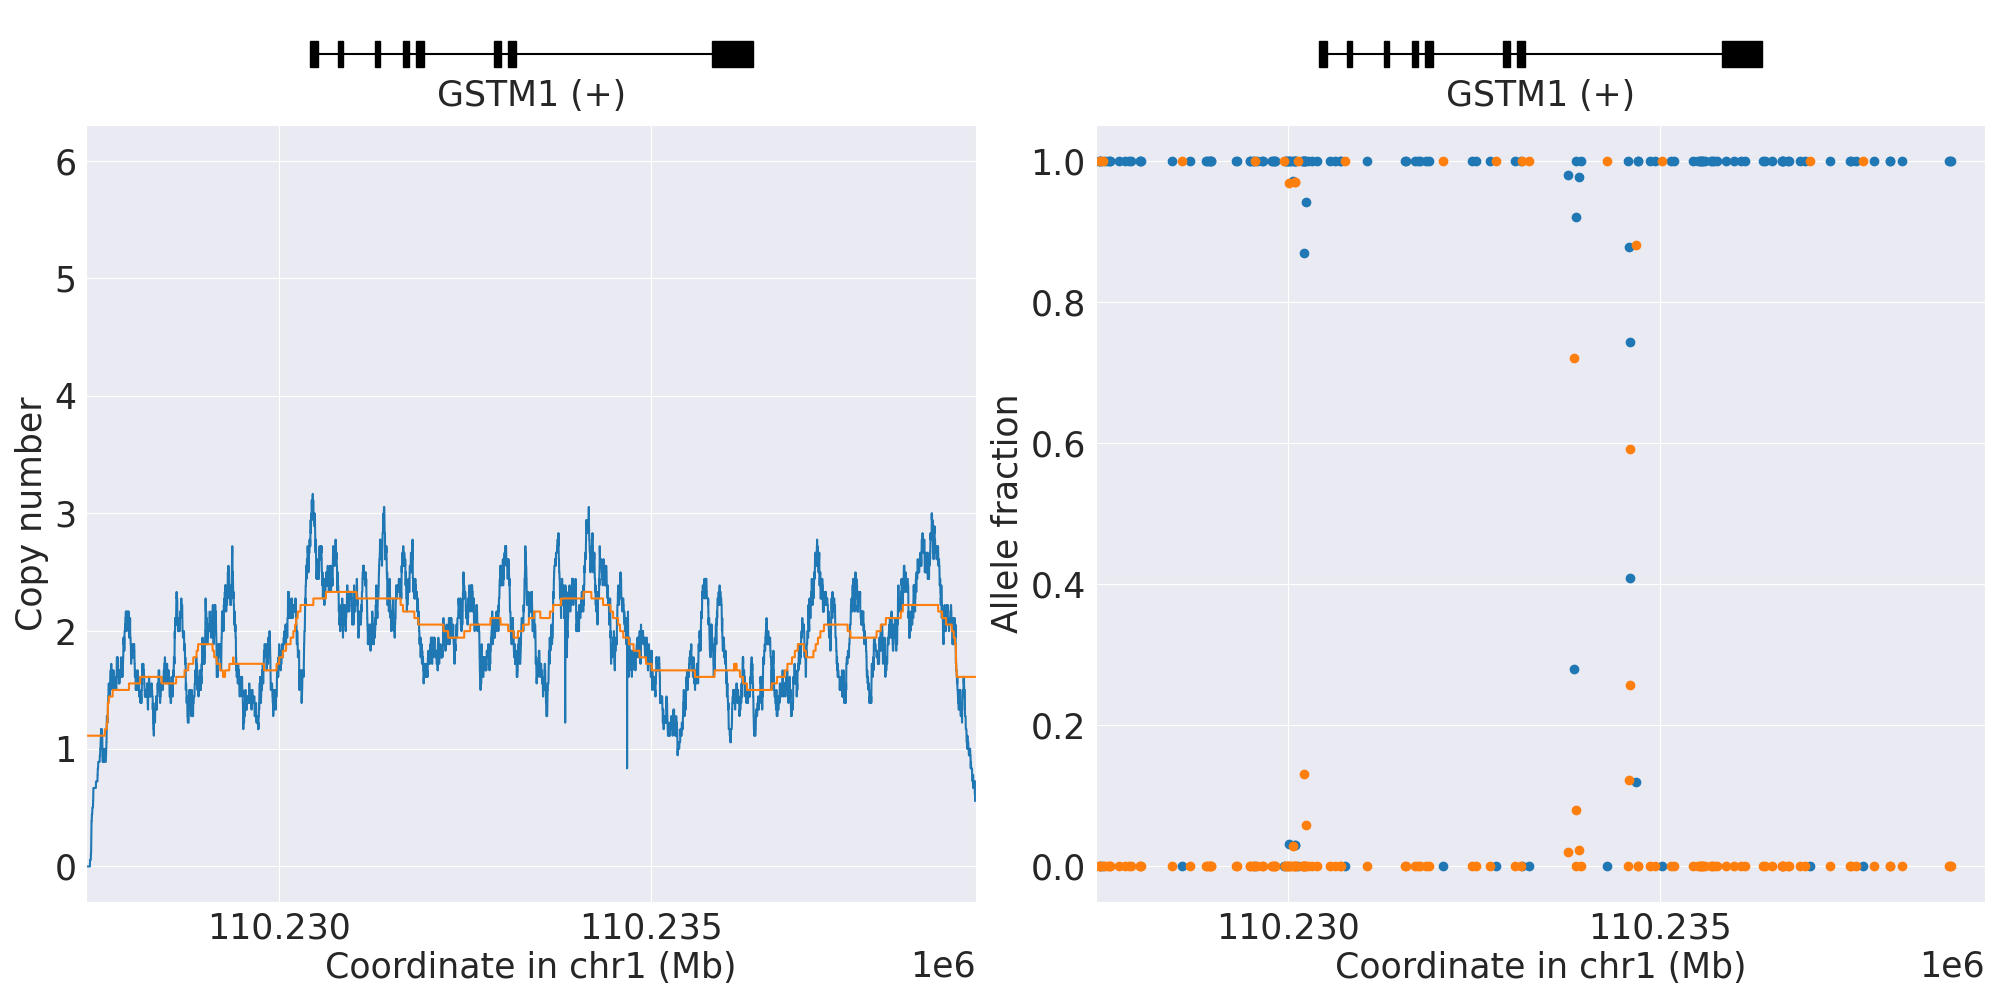 GSTM1 (+)
6
5
4
3
2
1
0
Copy number
110.230
110.235
Coordinate in chr1 (Mb)
1e6
GSTM1 (+)
1.0
0.8
0.6
0.4
0.2
0.0
Allele fraction
110.230
110.235
Coordinate in chr1 (Mb)
1e6